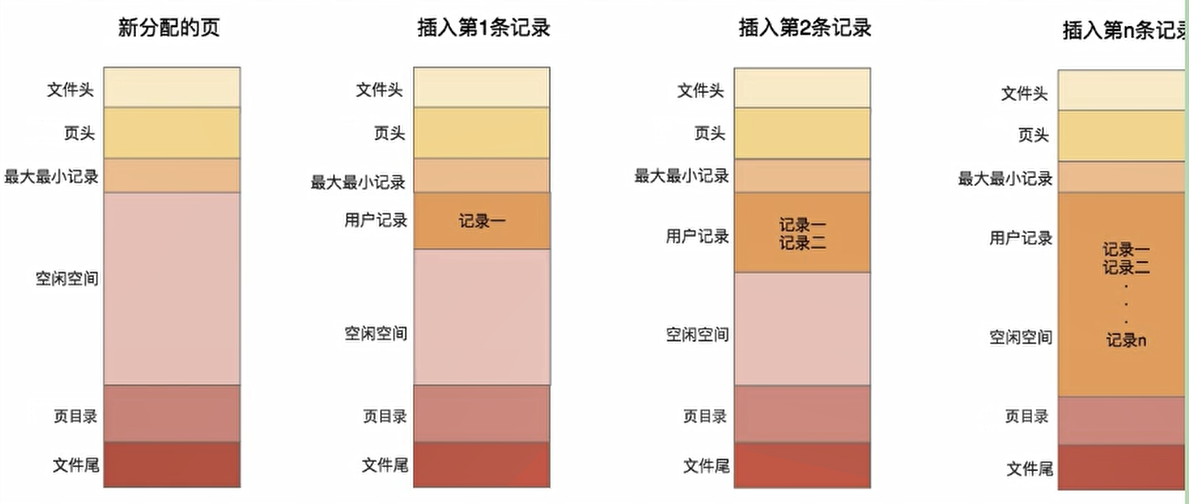 新分配的页
文件头
页头
最大最小记录
空闲空间
页目录
文件尾
插入第1条记录
文件头
页头
最大最小记录
用户记录
记录一
空闲空间
页目录
文件尾
插入第2条记录
文件头
页头
最大最小记录
用户记录
记录一
记录二
空闲空间
页目录
文件尾
插入第n条记录
文件头
页头
最大最小记录
用户记录
记录一
记录二
.
.
.
记录n
空闲空间
页目录
文件尾